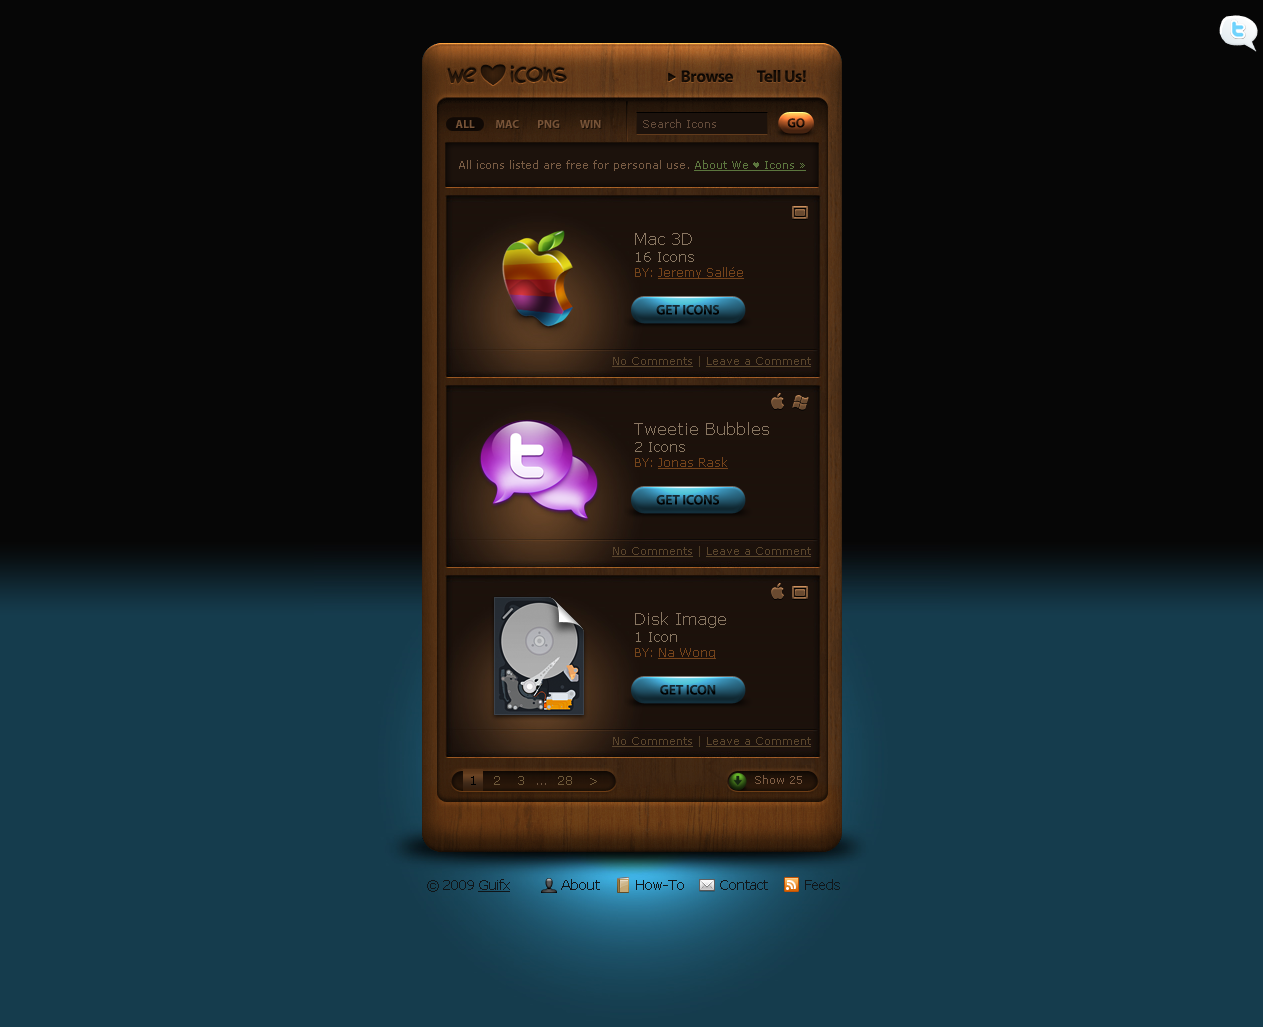 we ♥ icons
Browse Tell Us!
ALL MAC PNG WIN Search Icons GO
All icons listed are free for personal use. About We ♥ Icons »
Mac 3D
16 Icons
BY: Jeremy Sallée
GET ICONS
No Comments | Leave a Comment
Tweetie Bubbles
2 Icons
BY: Jonas Rask
GET ICONS
No Comments | Leave a Comment
Disk Image
1 Icon
BY: Na Wong
GET ICON
No Comments | Leave a Comment
1 2 3 ... 28 > Show 25
© 2009 Guifx About How-To Contact Feeds